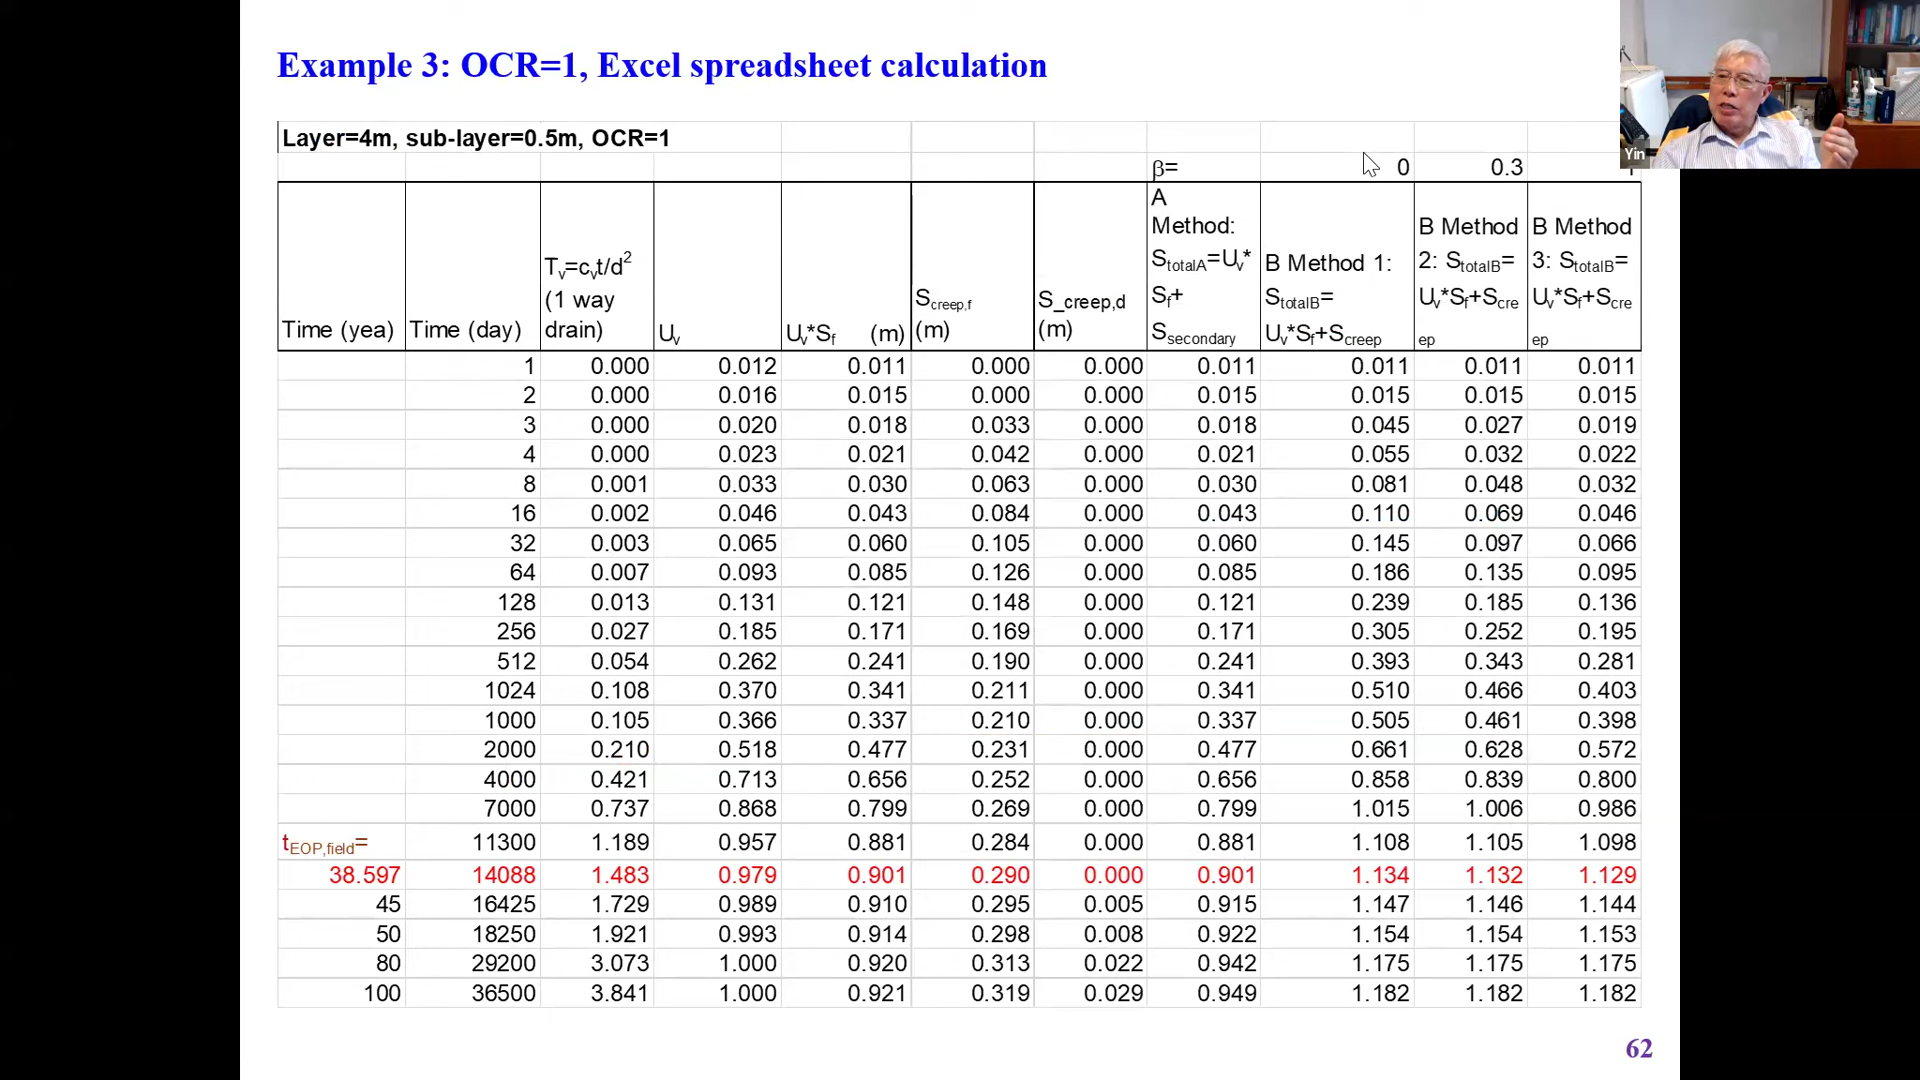 Example 3: OCR=1, Excel spreadsheet calculation
Yin
Layer=4m, sub-layer=0.5m, OCR=1
β= 0 0.3
Time (yea) Time (day) Tv=cvt/d2 (1 way drain) Uv Uv*Sf (m) Screep,f (m) S_creep,d (m) A Method: StotalA=Uv* Sf+ Ssecondary B Method 1: StotalB= Uv*Sf+Screep B Method 2: StotalB= Uv*Sf+Scre ep B Method 3: StotalB= Uv*Sf+Scre ep
1 0.000 0.012 0.011 0.000 0.000 0.011 0.011 0.011 0.011
2 0.000 0.016 0.015 0.000 0.000 0.015 0.015 0.015 0.015
3 0.000 0.020 0.018 0.033 0.000 0.018 0.045 0.027 0.019
4 0.000 0.023 0.021 0.042 0.000 0.021 0.055 0.032 0.022
8 0.001 0.033 0.030 0.063 0.000 0.030 0.081 0.048 0.032
16 0.002 0.046 0.043 0.084 0.000 0.043 0.110 0.069 0.046
32 0.003 0.065 0.060 0.105 0.000 0.060 0.145 0.097 0.066
64 0.007 0.093 0.085 0.126 0.000 0.085 0.186 0.135 0.095
128 0.013 0.131 0.121 0.148 0.000 0.121 0.239 0.185 0.136
256 0.027 0.185 0.171 0.169 0.000 0.171 0.305 0.252 0.195
512 0.054 0.262 0.241 0.190 0.000 0.241 0.393 0.343 0.281
1024 0.108 0.370 0.341 0.211 0.000 0.341 0.510 0.466 0.403
1000 0.105 0.366 0.337 0.210 0.000 0.337 0.505 0.461 0.398
2000 0.210 0.518 0.477 0.231 0.000 0.477 0.661 0.628 0.572
4000 0.421 0.713 0.656 0.252 0.000 0.656 0.858 0.839 0.800
7000 0.737 0.868 0.799 0.269 0.000 0.799 1.015 1.006 0.986
tEOP,field= 11300 1.189 0.957 0.881 0.284 0.000 0.881 1.108 1.105 1.098
38.597 14088 1.483 0.979 0.901 0.290 0.000 0.901 1.134 1.132 1.129
45 16425 1.729 0.989 0.910 0.295 0.005 0.915 1.147 1.146 1.144
50 18250 1.921 0.993 0.914 0.298 0.008 0.922 1.154 1.154 1.153
80 29200 3.073 1.000 0.920 0.313 0.022 0.942 1.175 1.175 1.175
100 36500 3.841 1.000 0.921 0.319 0.029 0.949 1.182 1.182 1.182
62